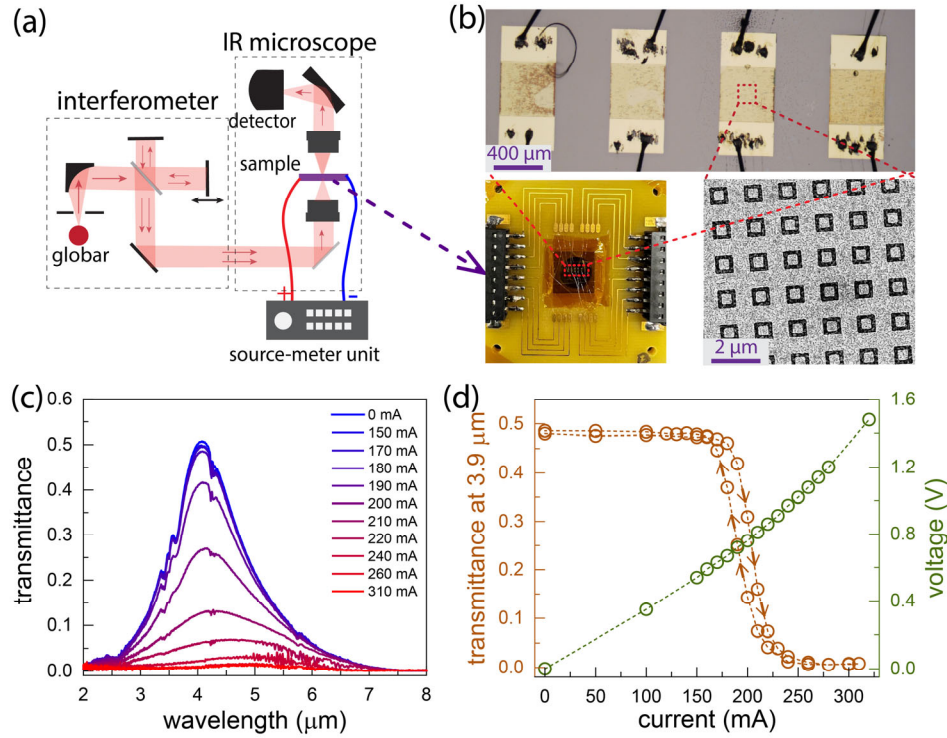 (a)
IR microscope
interferometer
detector
sample
globar
+
-
source-meter unit
(b)
400 μm
2 μm
(c)
transmittance
0.6
0.5
0.4
0.3
0.2
0.1
0.0
0 mA
150 mA
170 mA
180 mA
190 mA
200 mA
210 mA
220 mA
240 mA
260 mA
310 mA
2 3 4 5 6 7 8
wavelength (μm)
(d)
transmittance at 3.9 μm
0.5
0.4
0.3
0.2
0.1
0.0
0 50 100 150 200 250 300
current (mA)
1.6
1.2
0.8
0.4
0.0
voltage (V)